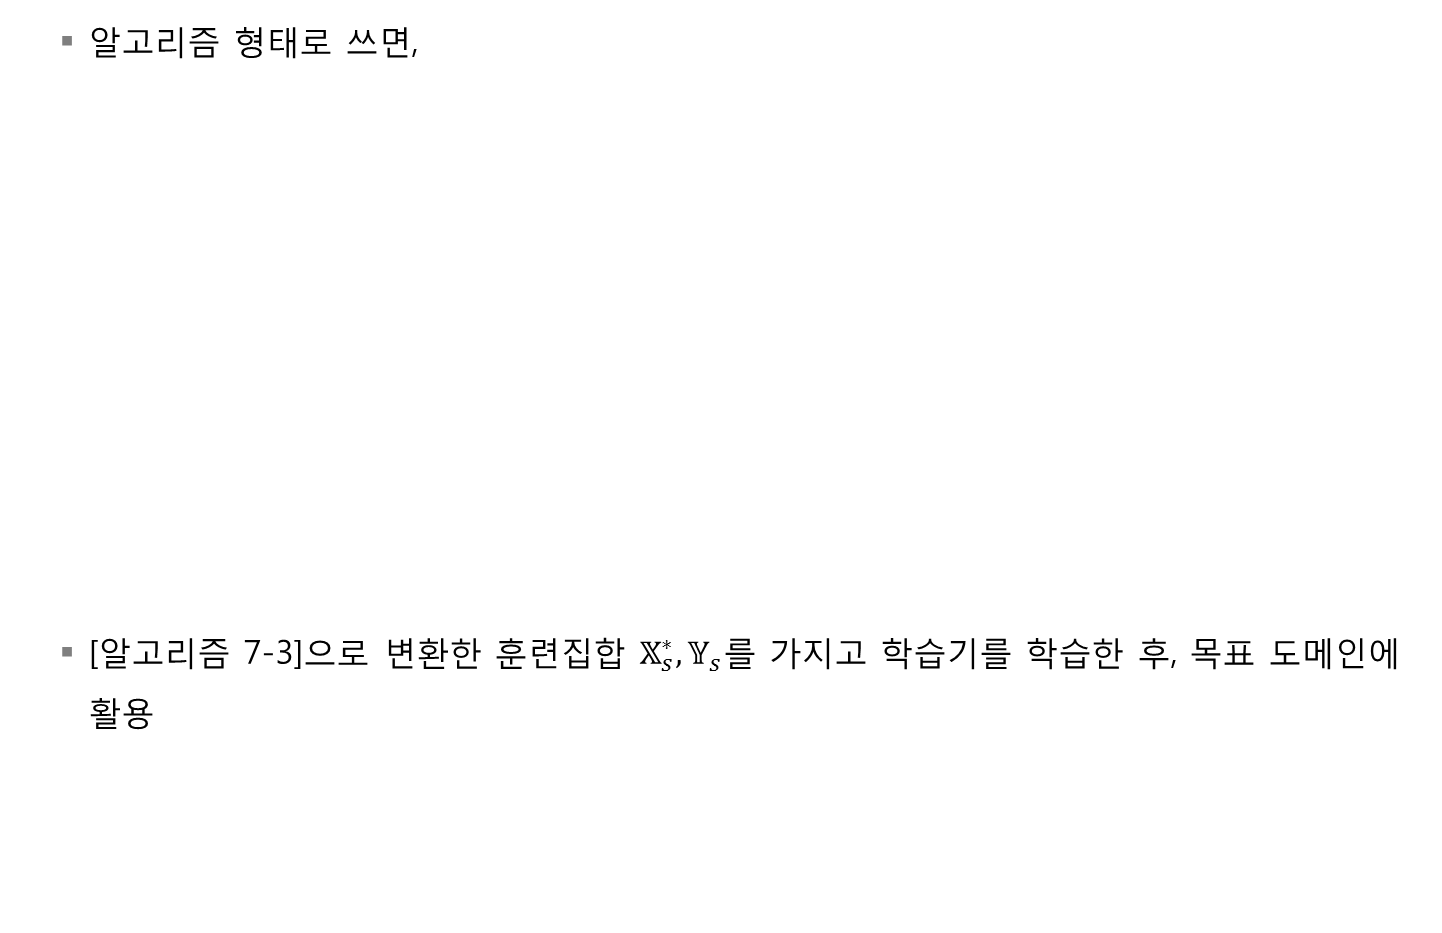 ▪ 알고리즘 형태로 쓰면,
▪ [알고리즘 7-3]으로 변환한 훈련집합 𝕏ₛ*, 𝕐ₛ를 가지고 학습기를 학습한 후, 목표 도메인에
활용